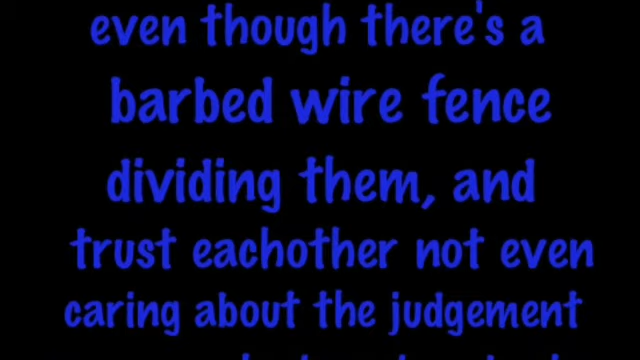 even though there's a
barbed wire fence
dividing them, and
trust eachother not even
caring about the judgement